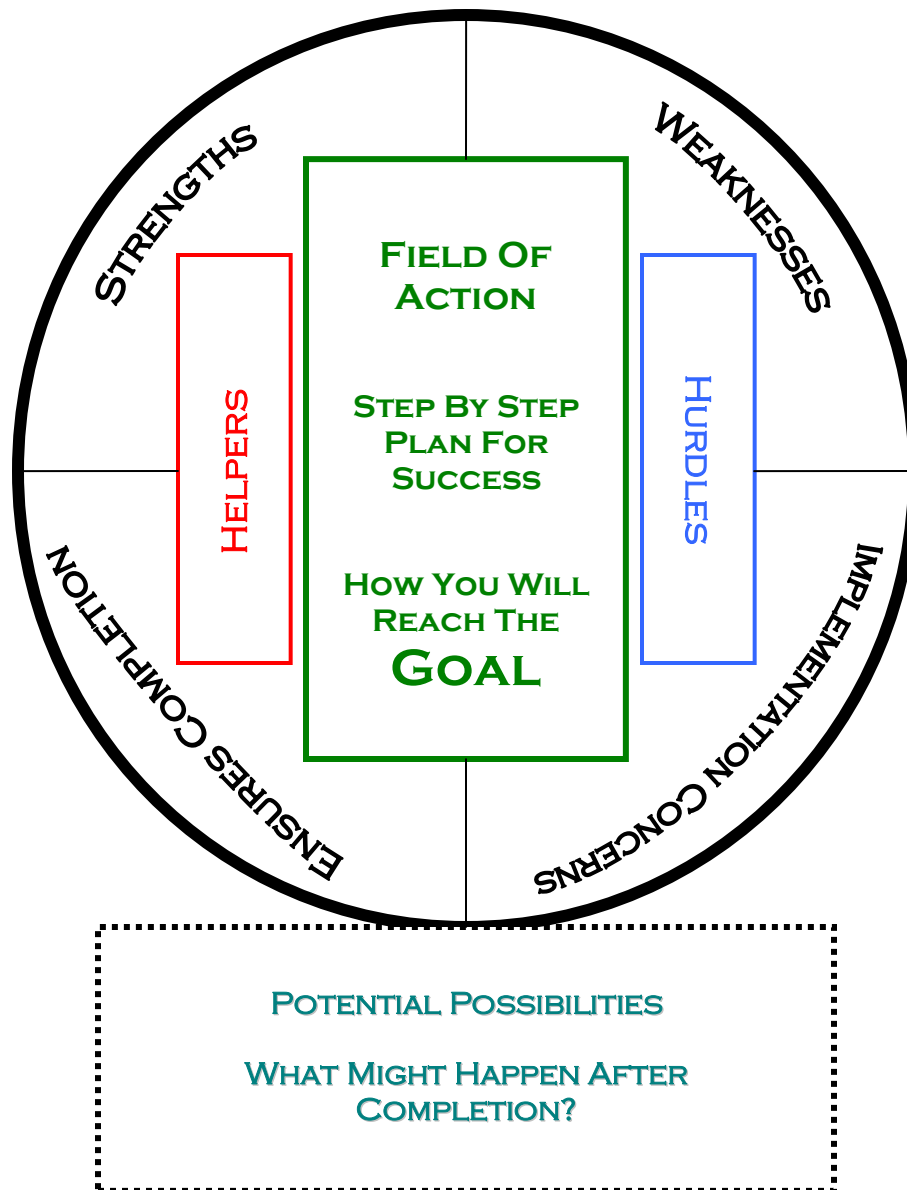 Strengths
Weaknesses
Field Of
Action
Step By Step
Plan For
Success
How You Will
Reach The
Goal
Helpers
Hurdles
Ensures Completion
Implementation Concerns
Potential Possibilities
What Might Happen After
Completion?